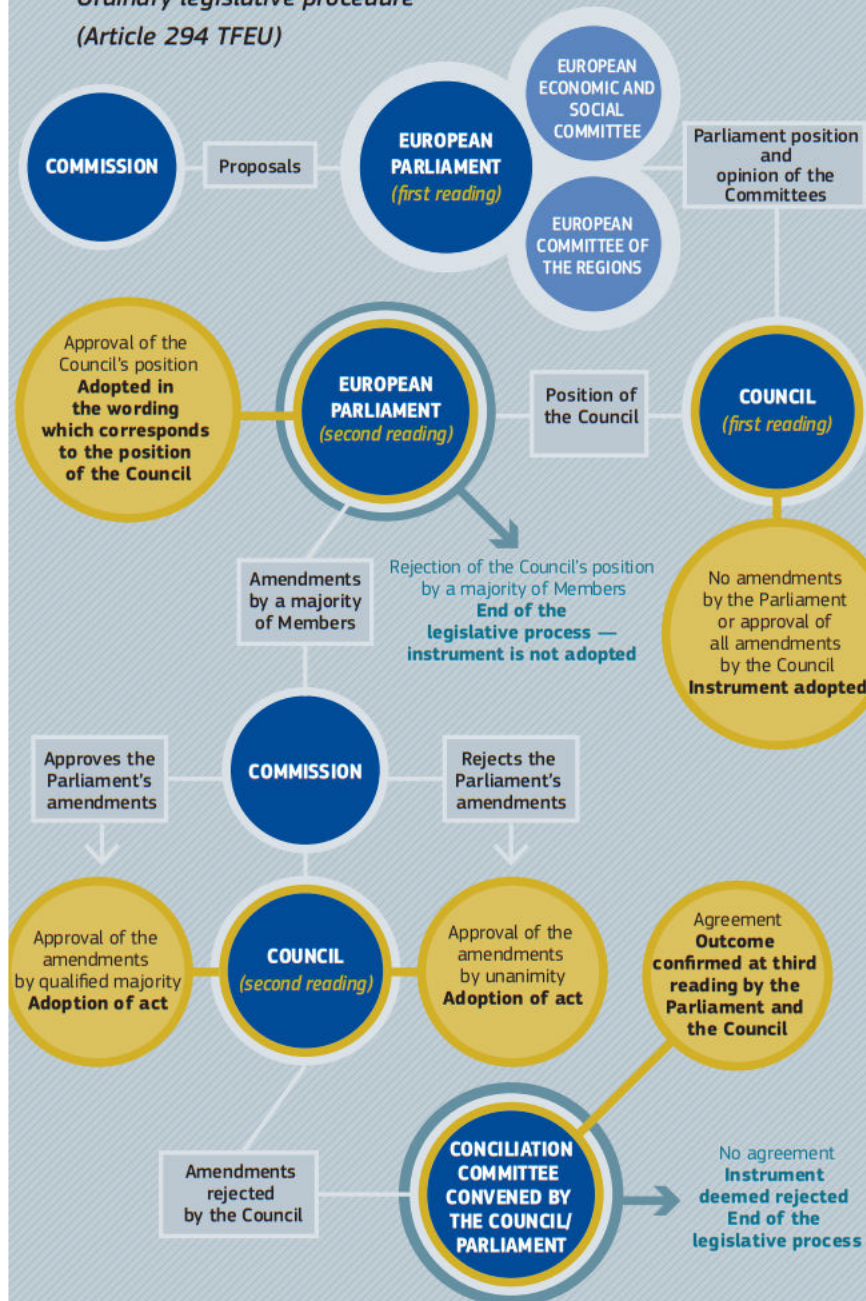 Ordinary legislative procedure
(Article 294 TFEU)
COMMISSION
Proposals
EUROPEAN
PARLIAMENT
(first reading)
EUROPEAN
ECONOMIC AND
SOCIAL
COMMITTEE
EUROPEAN
COMMITTEE OF
THE REGIONS
Parliament position
and
opinion of the
Committees
Approval of the
Council's position
Adopted in
the wording
which corresponds
to the position
of the Council
EUROPEAN
PARLIAMENT
(second reading)
Position of
the Council
COUNCIL
(first reading)
Amendments
by a majority
of Members
Rejection of the Council's position
by a majority of Members
End of the
legislative process —
instrument is not adopted
No amendments
by the Parliament
or approval of
all amendments
by the Council
Instrument adopted
Approves the
Parliament's
amendments
COMMISSION
Rejects the
Parliament's
amendments
Approval of the
amendments
by qualified majority
Adoption of act
COUNCIL
(second reading)
Approval of the
amendments
by unanimity
Adoption of act
Agreement
Outcome
confirmed at third
reading by the
Parliament and
the Council
Amendments
rejected
by the Council
CONCILIATION
COMMITTEE
CONVENED BY
THE COUNCIL/
PARLIAMENT
No agreement
Instrument
deemed rejected
End of the
legislative process